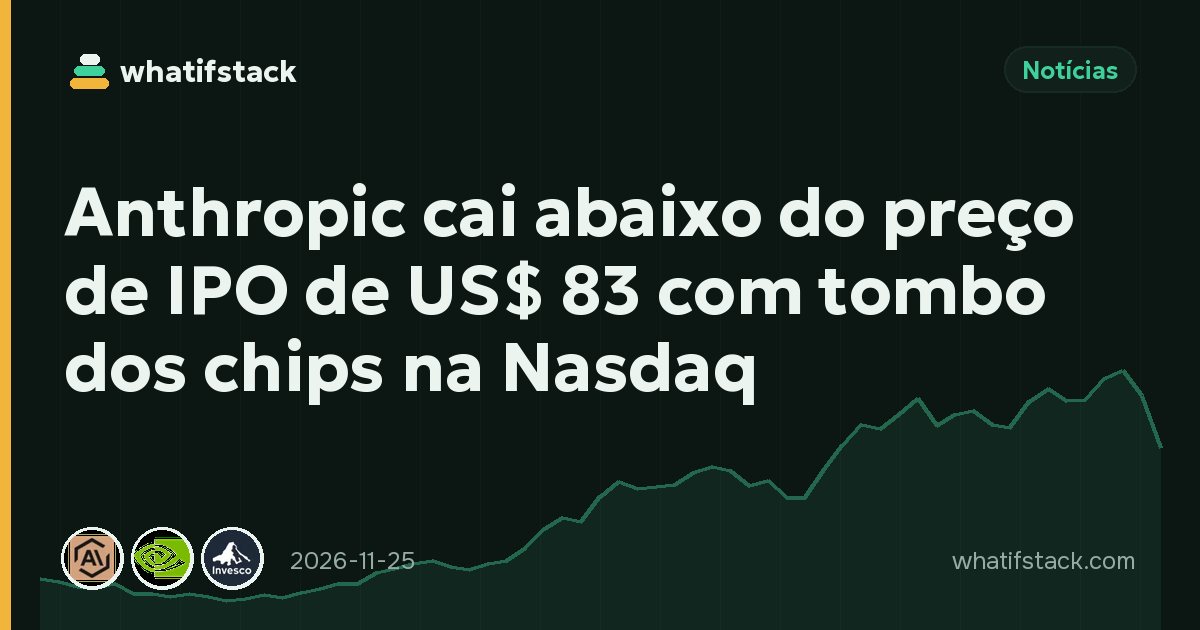 whatifstack
Notícias
Anthropic cai abaixo do preço
de IPO de US$ 83 com tombo
dos chips na Nasdaq
AI
Invesco
2026-11-25
whatifstack.com